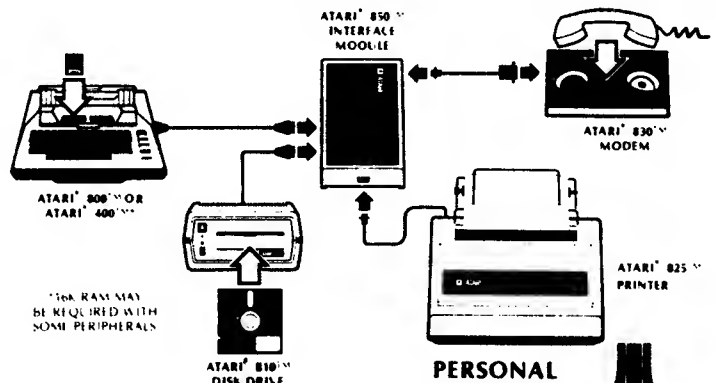 ATARI® 850™
INTERFACE
MODULE
ATARI® 830™
MODEM
ATARI® 800™ OR
ATARI® 400™*
ATARI® 825™
PRINTER
*16K RAM MAY
BE REQUIRED WITH
SOME PERIPHERALS
ATARI® 810™
DISK DRIVE
PERSONAL